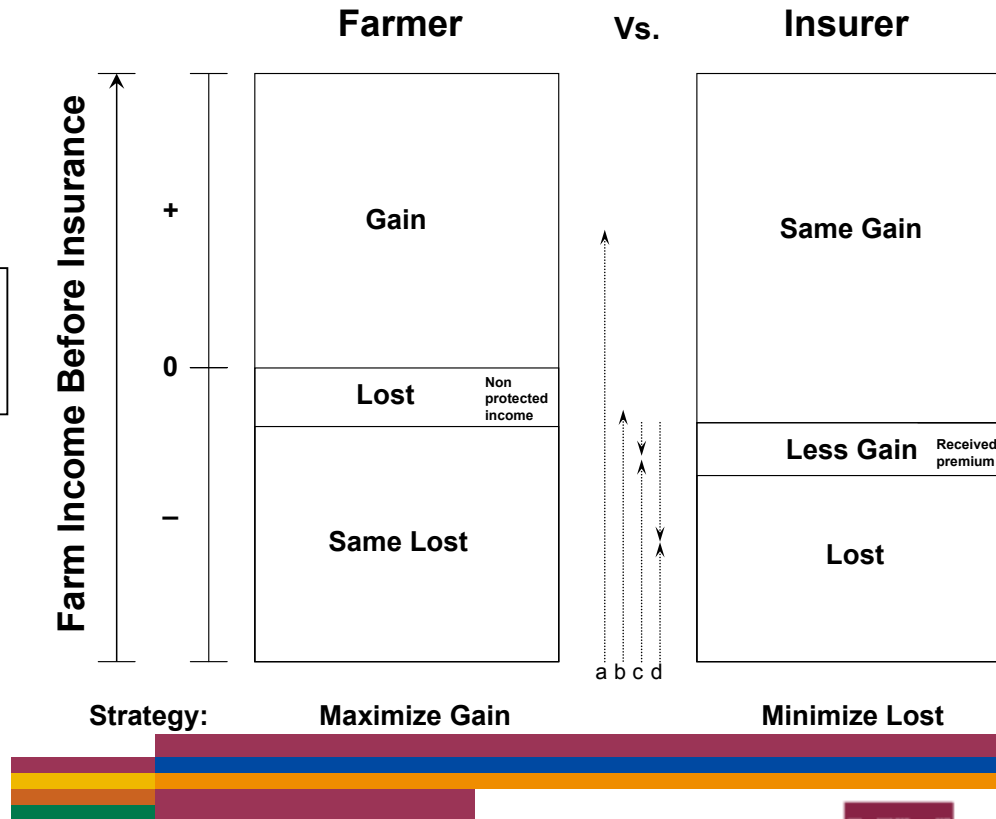 Farmer
Vs.
Insurer
Farm Income Before Insurance
+
0
–
Gain
Lost
Non
protected
income
Same Lost
a b c d
Same Gain
Less Gain
Received
premium
Lost
Strategy:
Maximize Gain
Minimize Lost